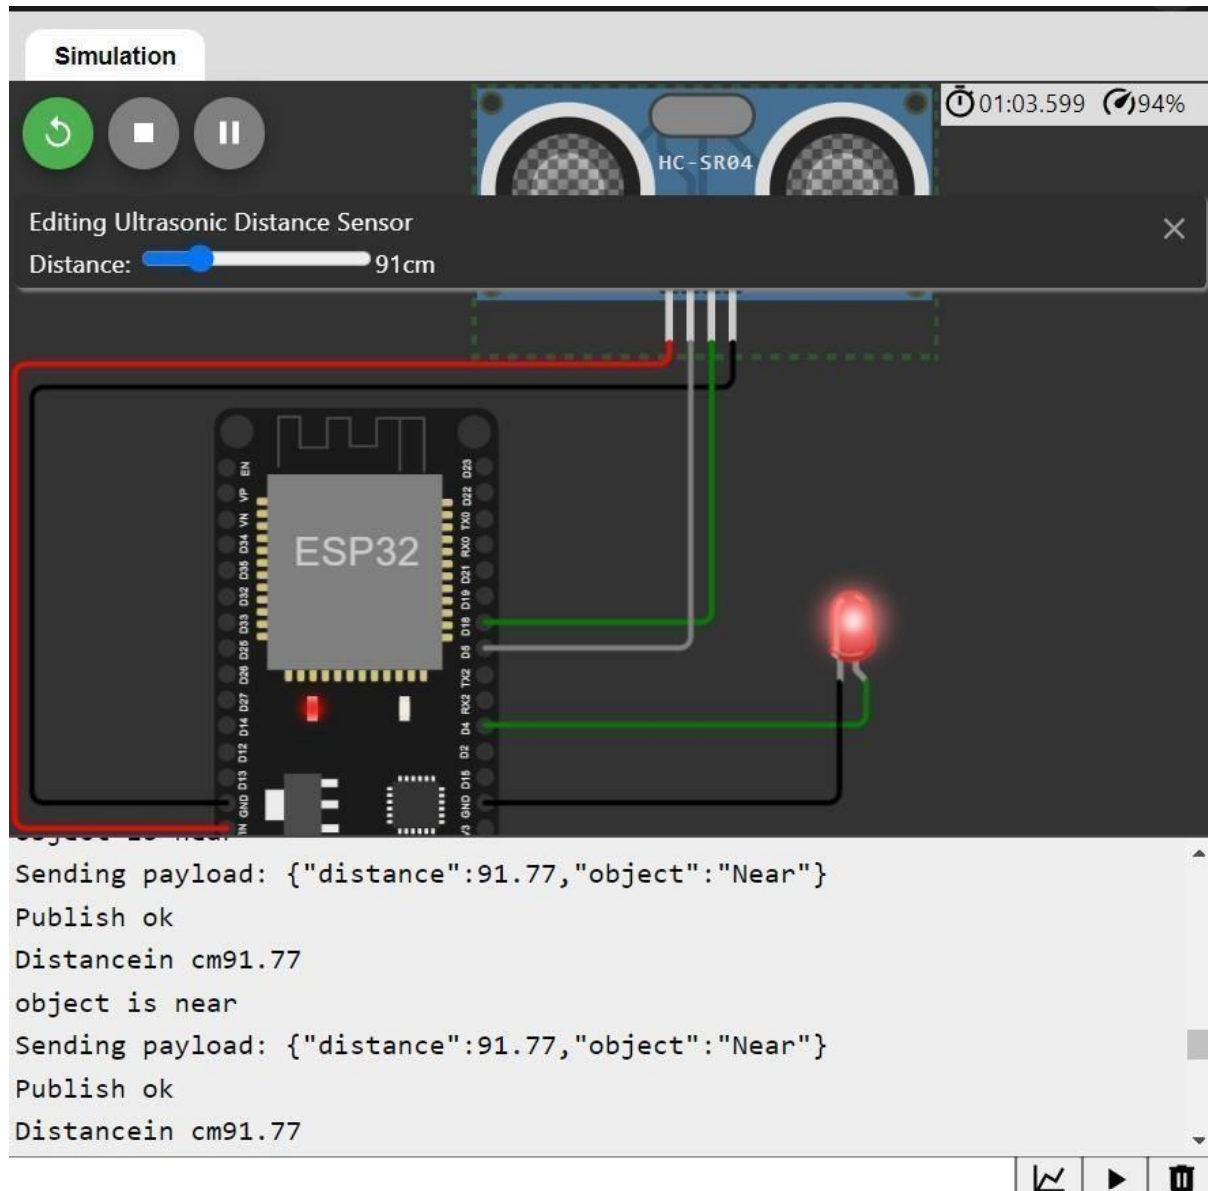 Simulation
01:03.599 94%
HC-SR04
Editing Ultrasonic Distance Sensor
Distance: 91cm
ESP32
EN
VP
VN
D34
D35
D32
D33
D25
D26
D27
D14
D12
D13
GND
D23
D22
TX0
RX0
D21
D19
D18
D5
TX2
RX2
D4
D2
D15
GND
object is near
Sending payload: {"distance":91.77,"object":"Near"}
Publish ok
Distancein cm91.77
object is near
Sending payload: {"distance":91.77,"object":"Near"}
Publish ok
Distancein cm91.77